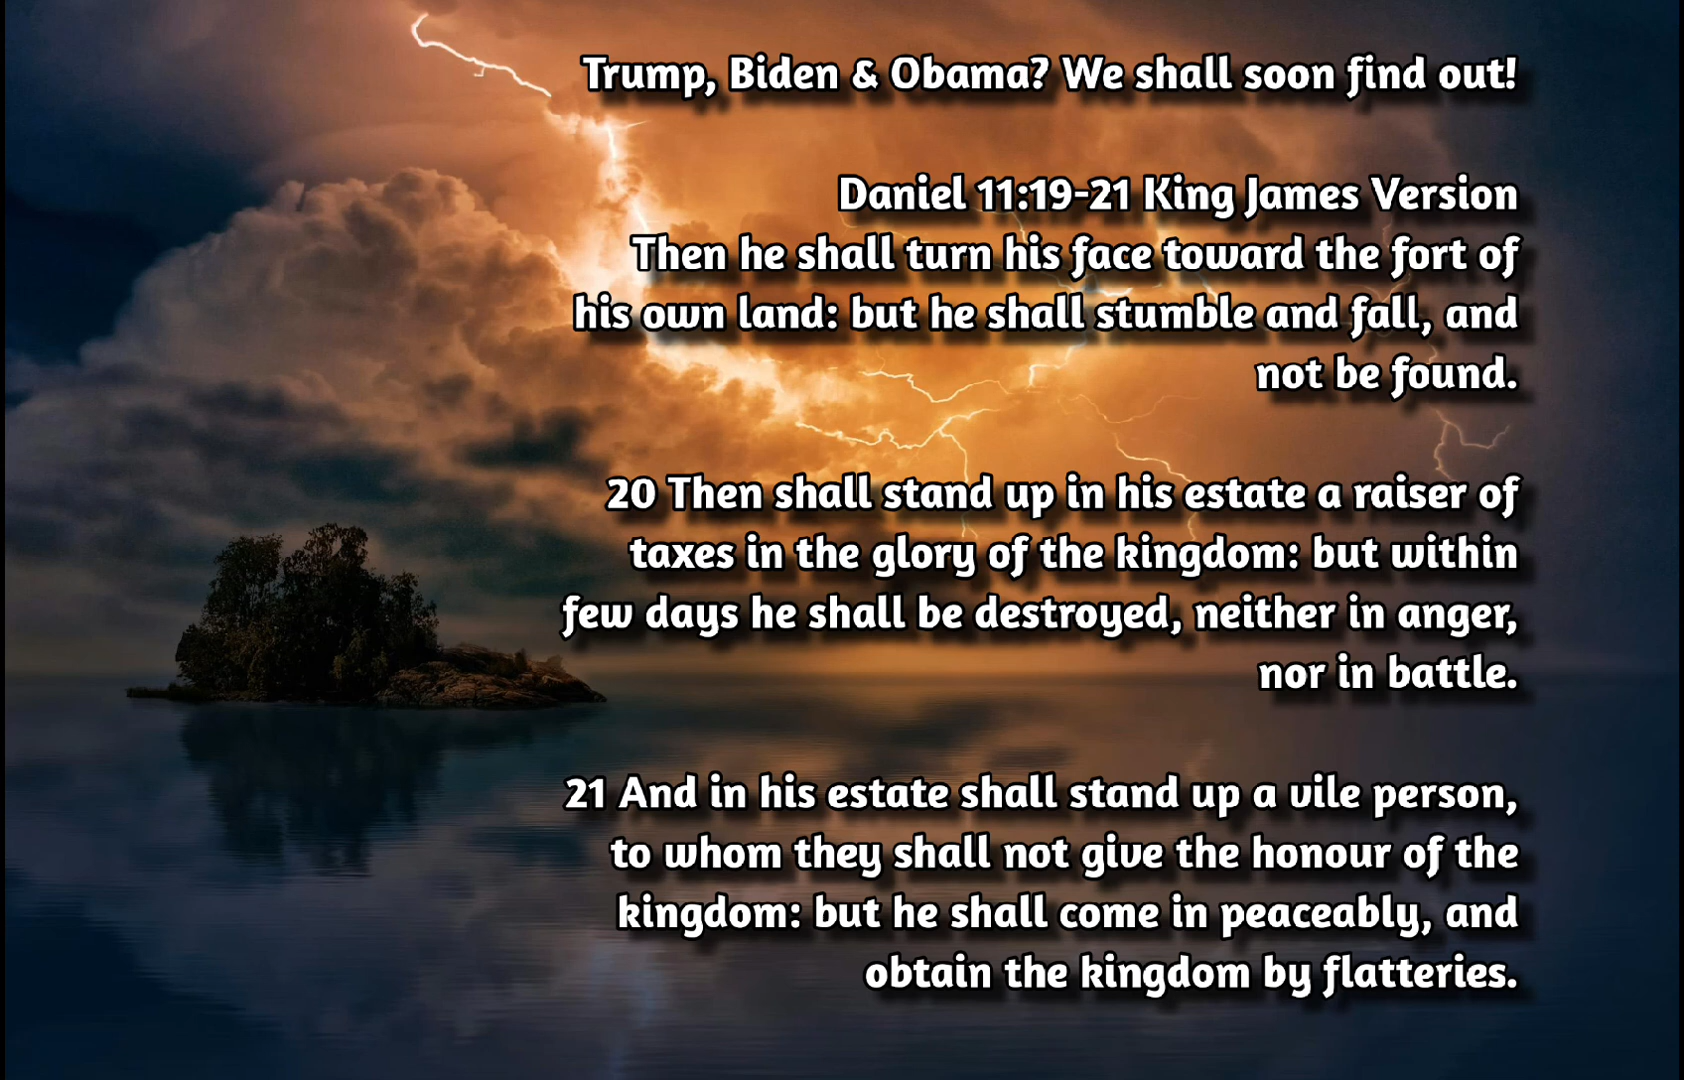 Trump, Biden & Obama? We shall soon find out!
Daniel 11:19-21 King James Version
Then he shall turn his face toward the fort of
his own land: but he shall stumble and fall, and
not be found.
20 Then shall stand up in his estate a raiser of
taxes in the glory of the kingdom: but within
few days he shall be destroyed, neither in anger,
nor in battle.
21 And in his estate shall stand up a vile person,
to whom they shall not give the honour of the
kingdom: but he shall come in peaceably, and
obtain the kingdom by flatteries.